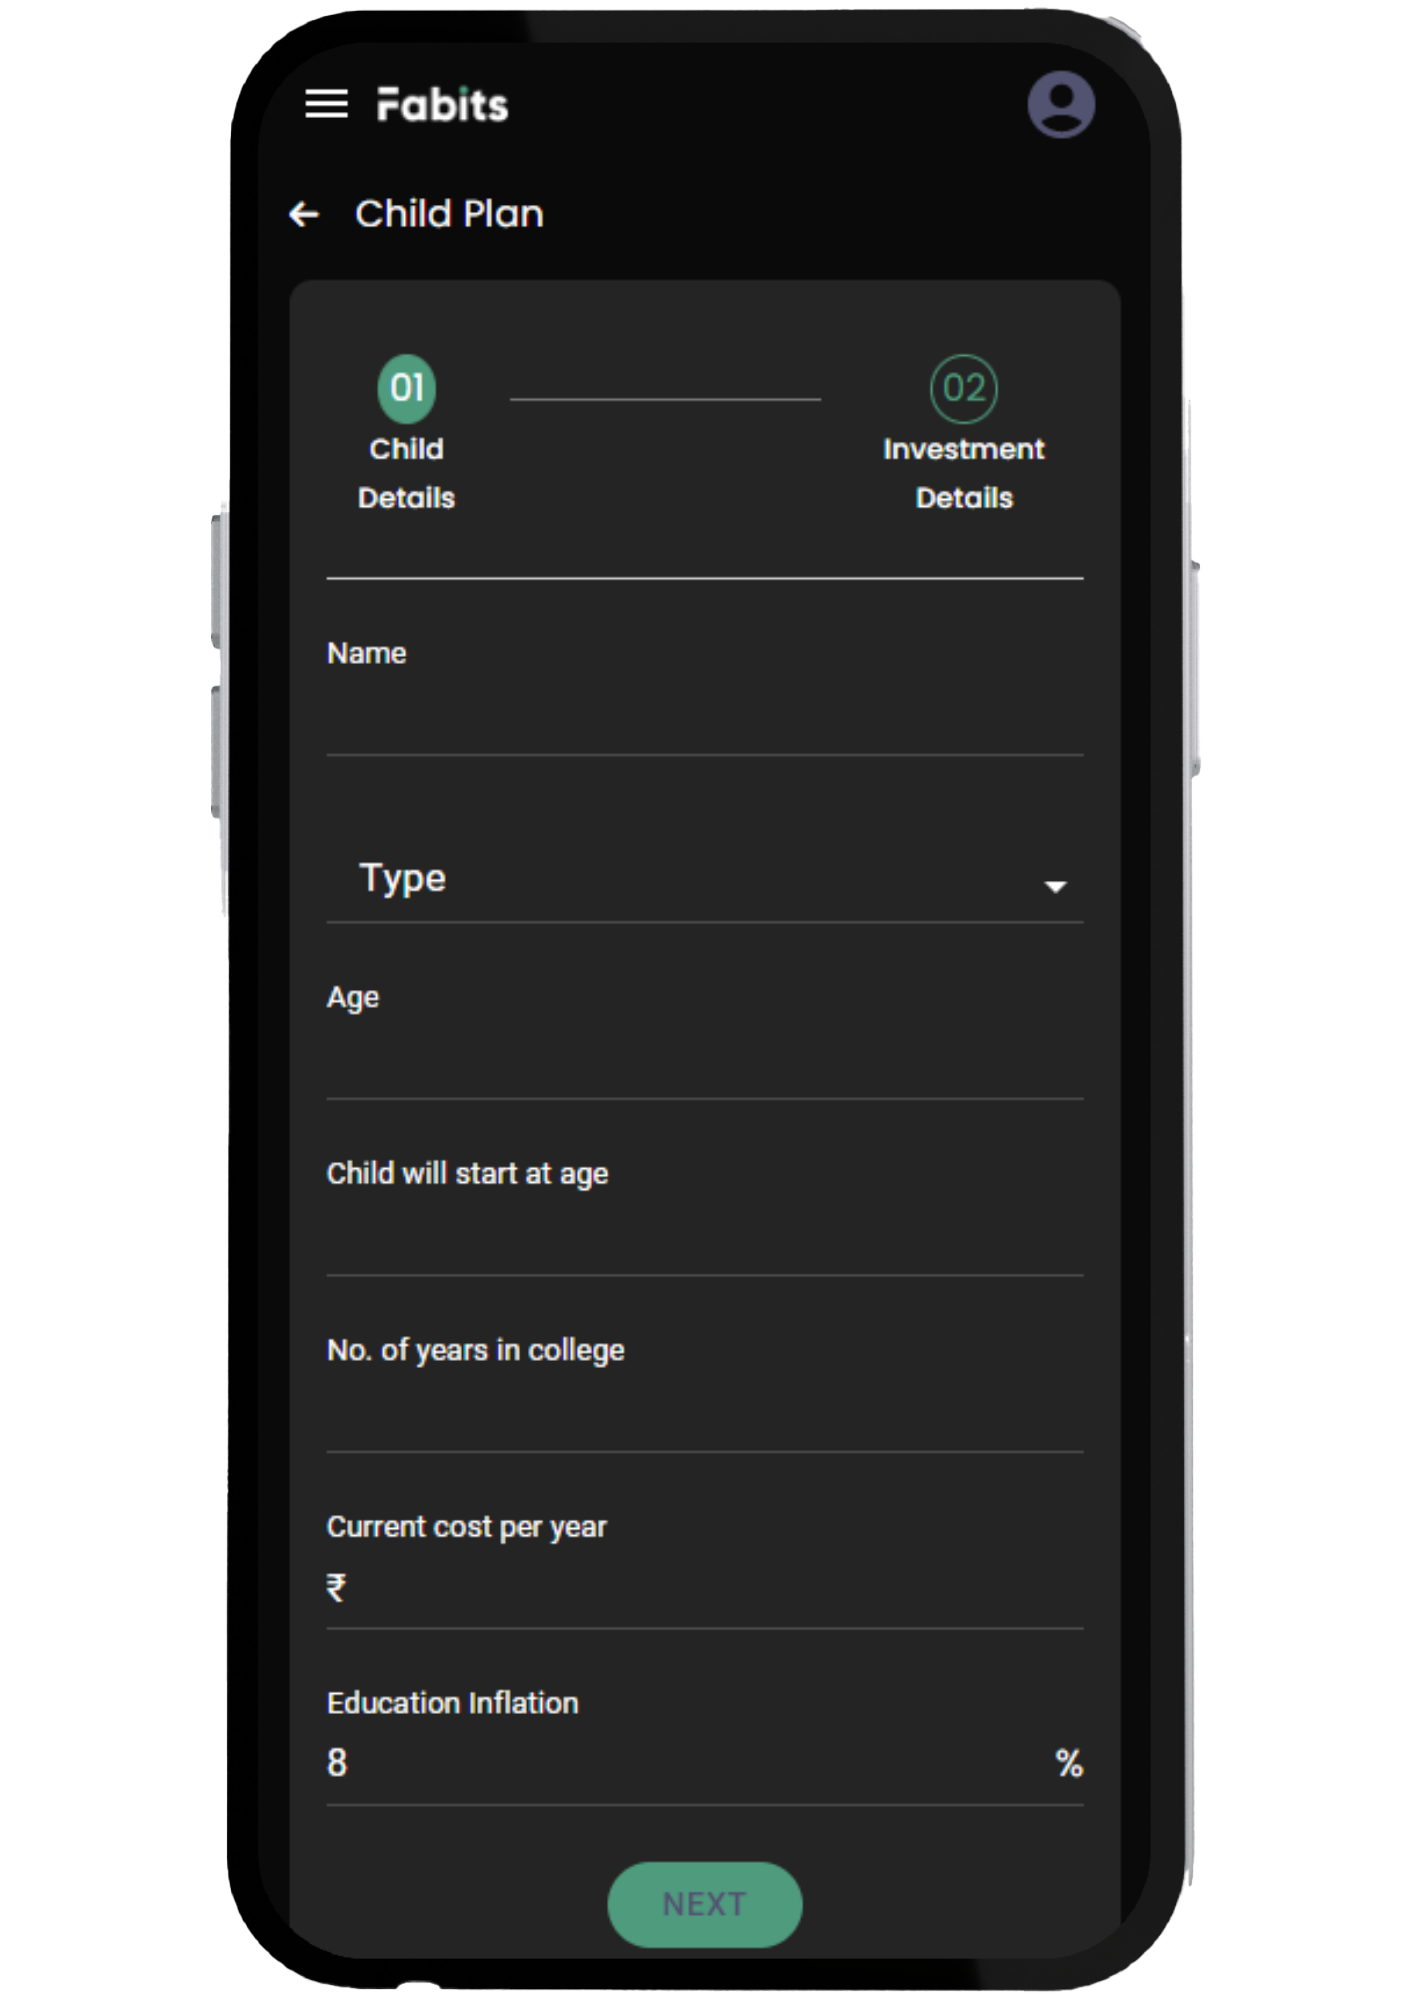 Fabits
Child Plan
01
Child
Details
02
Investment
Details
Name
Type
Age
Child will start at age
No. of years in college
Current cost per year
₹
Education Inflation
8 %
NEXT